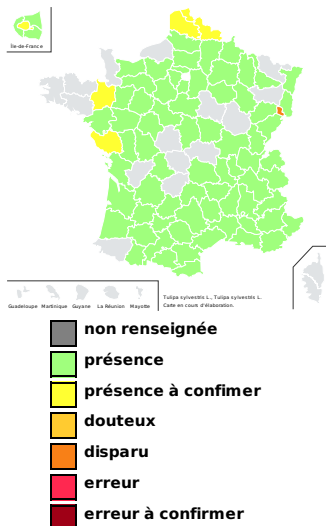 Île-de-France
Guadeloupe Martinique Guyane La Réunion Mayotte
Tulipa sylvestris L., Tulipa sylvestris L.
Carte en cours d'élaboration.
non renseignée
présence
présence à confimer
douteux
disparu
erreur
erreur à confirmer